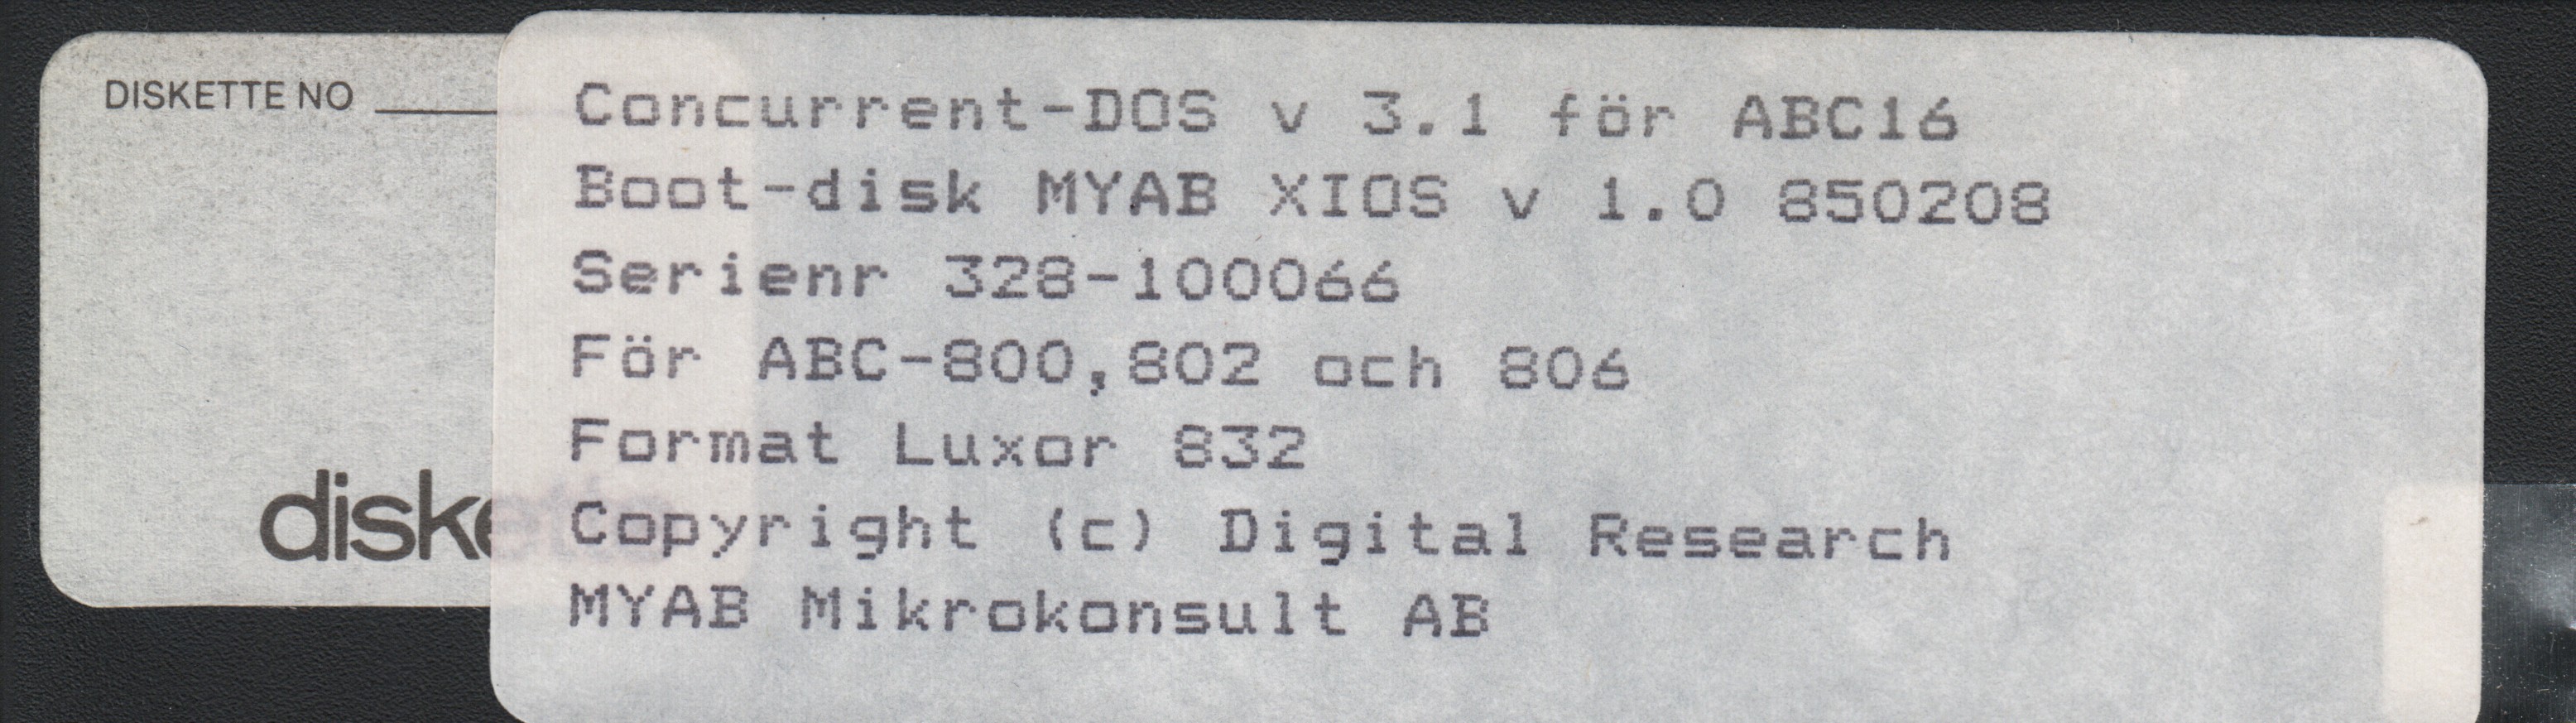 DISKETTE NO
Concurrent-DOS v 3.1 för ABC16
Boot-disk MYAB XIOS v 1.0 850208
Serienr 328-100066
För ABC-800,802 och 806
Format Luxor 832
Copyright (c) Digital Research
MYAB Mikrokonsult AB
diskette